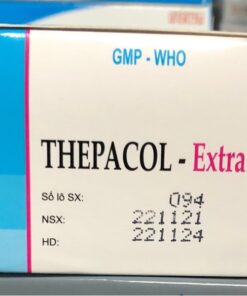 GMP - WHO
THEPACOL - Extra
Số lô SX: 094
NSX: 221121
HD: 221124